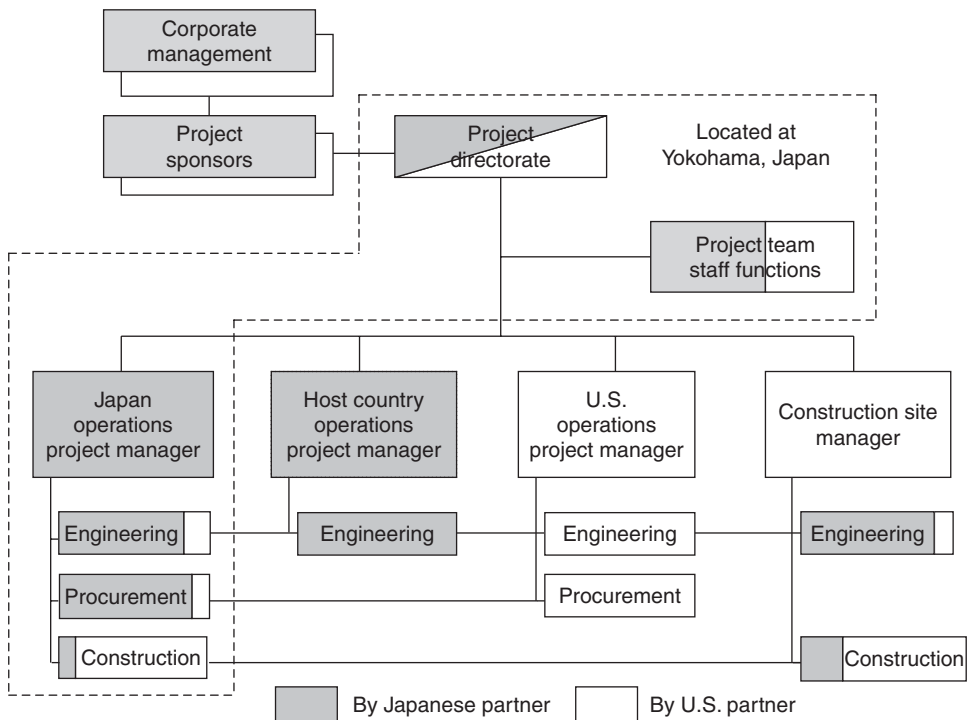 Corporate
management
Project
sponsors
Project
directorate
Located at
Yokohama, Japan
Project team
staff functions
Japan
operations
project manager
Host country
operations
project manager
U.S.
operations
project manager
Construction site
manager
Engineering
Engineering
Engineering
Engineering
Procurement
Procurement
Construction
Construction
By Japanese partner
By U.S. partner